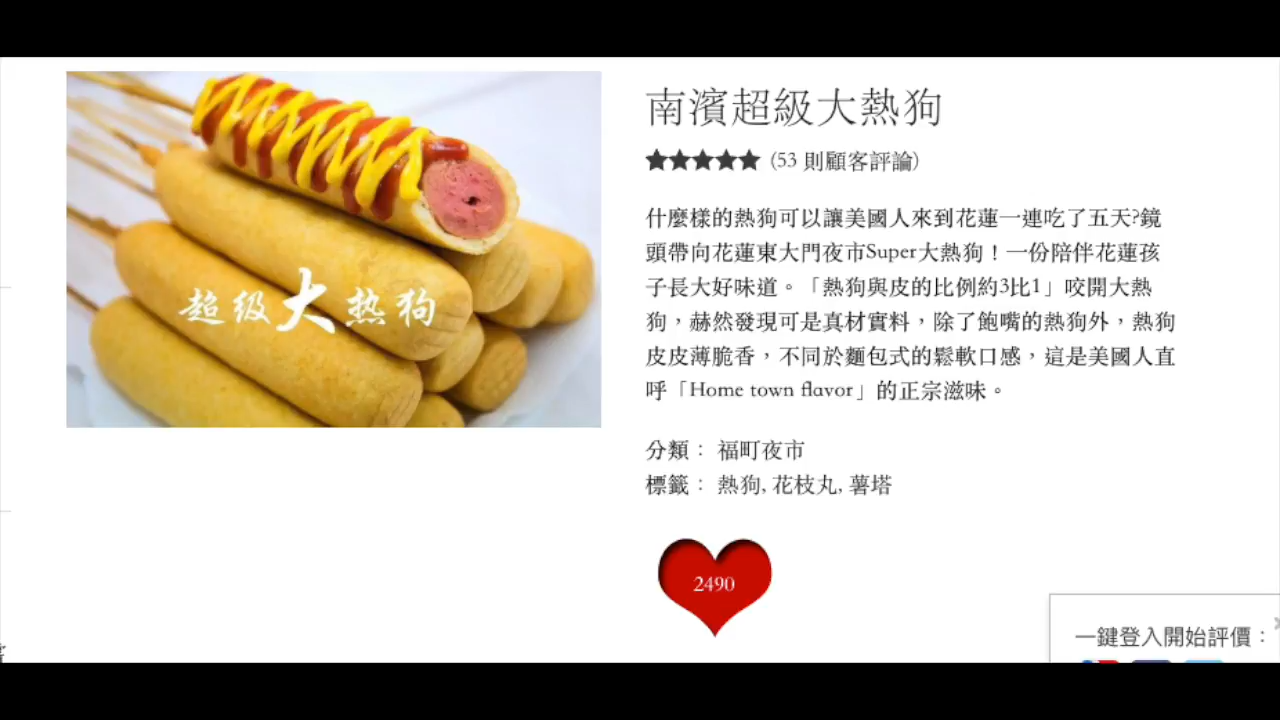 南濱超級大熱狗
(53 則顧客評論)
什麼樣的熱狗可以讓美國人來到花蓮一連吃了五天?鏡
頭帶向花蓮東大門夜市Super大熱狗！一份陪伴花蓮孩
子長大好味道。「熱狗與皮的比例約3比1」咬開大熱
狗，赫然發現可是真材實料，除了飽嘴的熱狗外，熱狗
皮皮薄脆香，不同於麵包式的鬆軟口感，這是美國人直
呼「Home town flavor」的正宗滋味。
分類： 福町夜市
標籤： 熱狗, 花枝丸, 薯塔
2490
一鍵登入開始評價：
超级大热狗